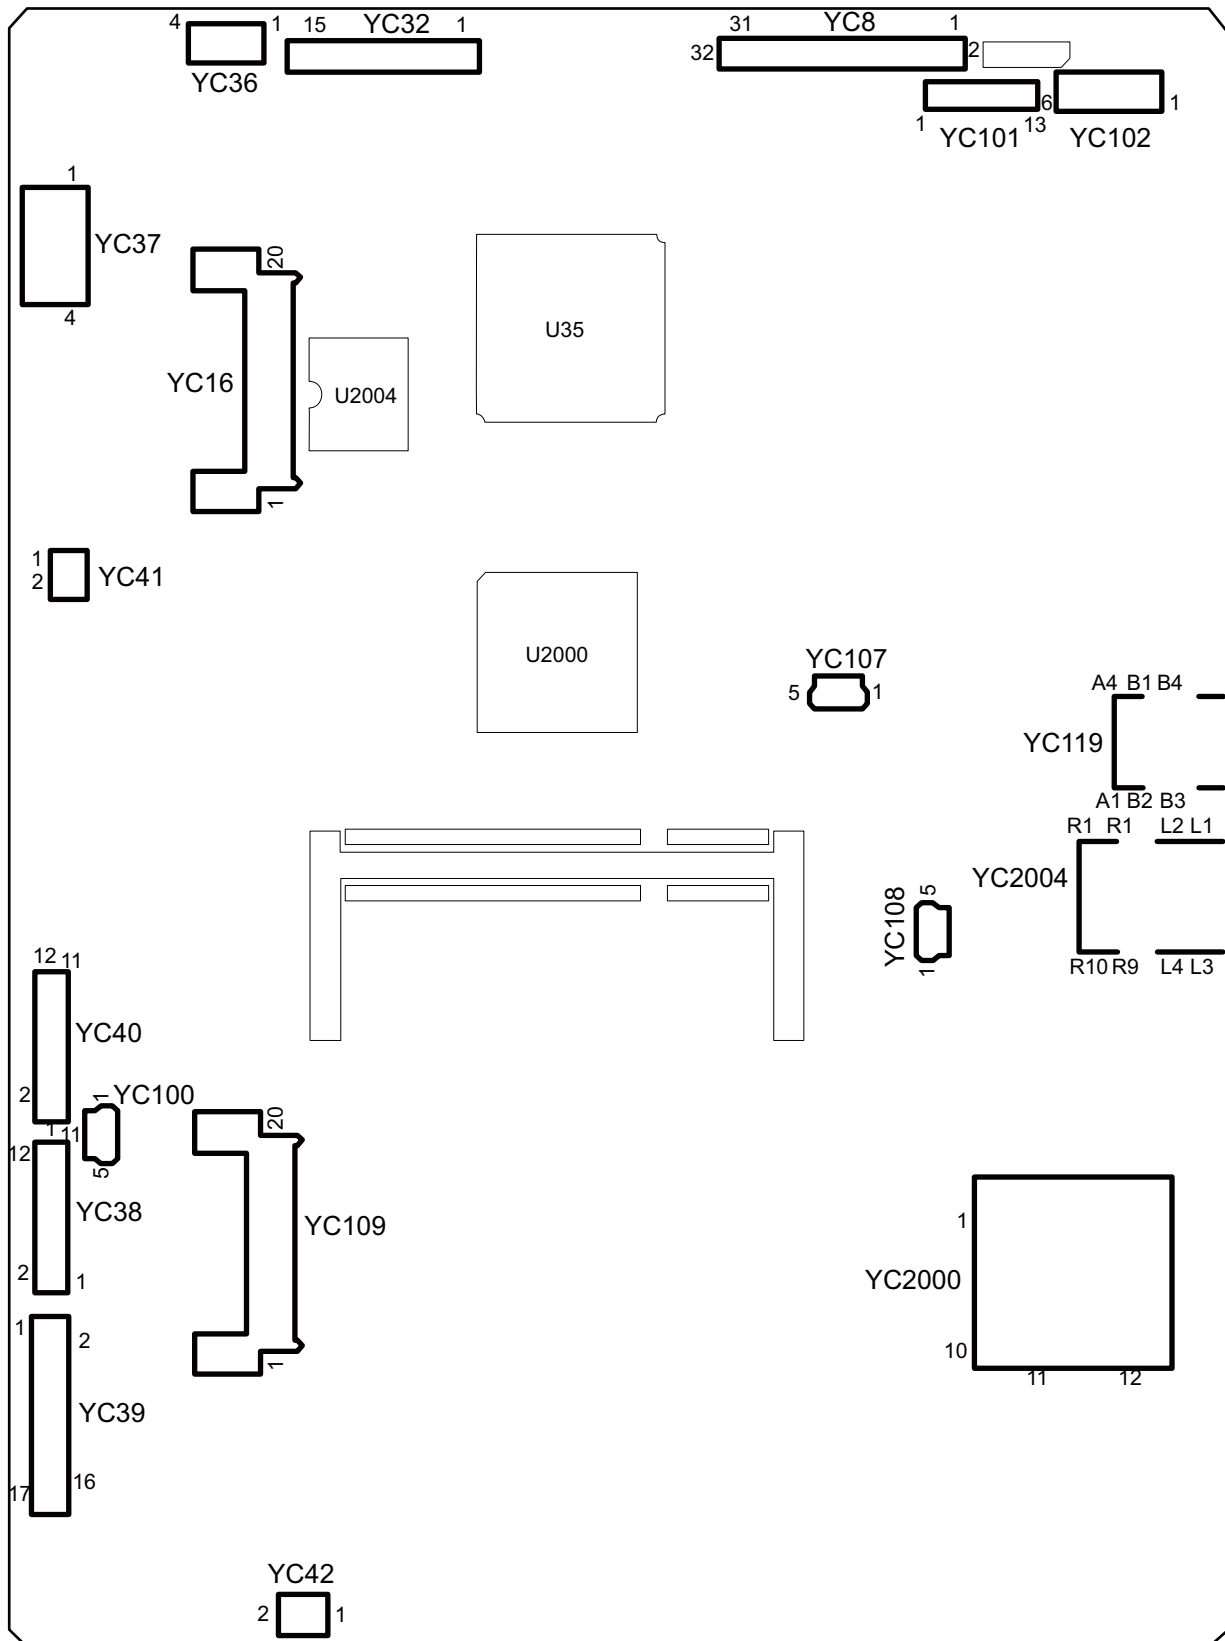 4 1 15 YC32 1 31 YC8 1
32 2
YC36
6 1
1 13
YC101 YC102
1
YC37
4
20
YC16
1
U2004
U35
1
2
YC41
U2000
YC107
5 1
A4 B1 B4
YC119
A1 B2 B3
R1 R1 L2 L1
YC2004
R10 R9 L4 L3
5
YC108
1
12 11
YC40
2
1
1
YC100
5
11
12
YC38
2 1
20
YC109
1
1
YC2000
10
11 12
1 2
YC39
17 16
YC42
2 1